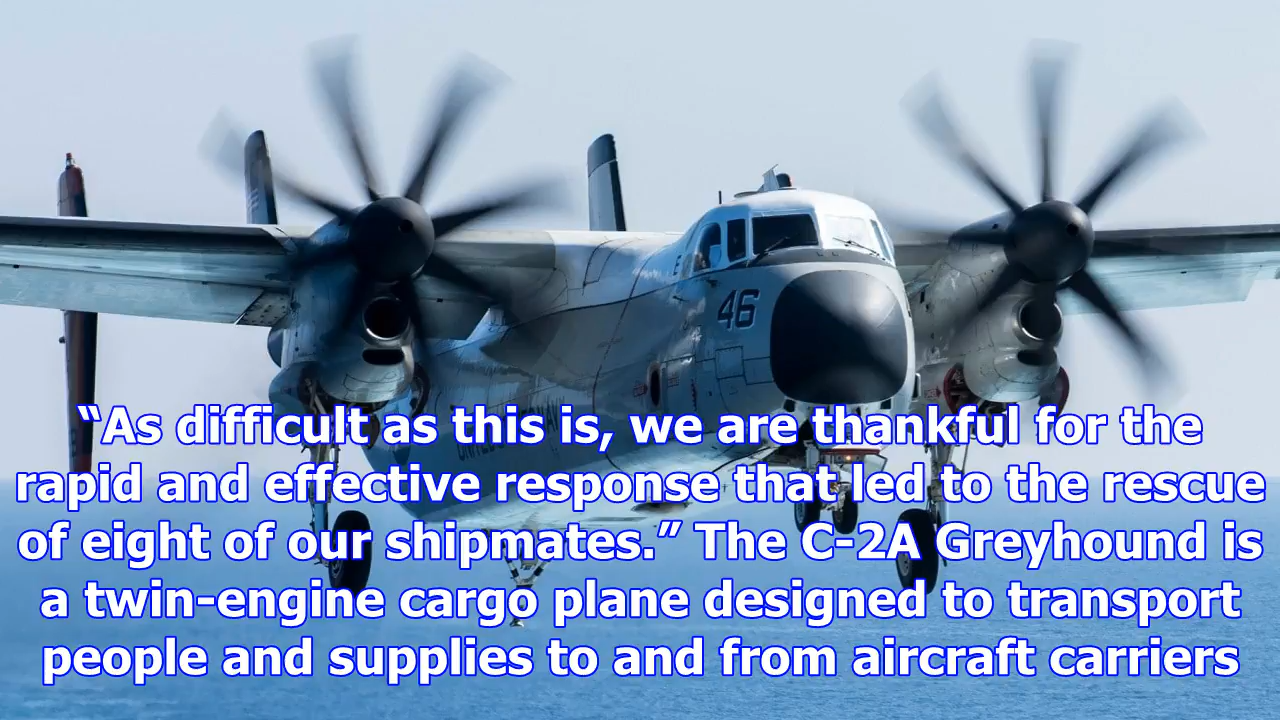 46
“As difficult as this is, we are thankful for the
rapid and effective response that led to the rescue
of eight of our shipmates.” The C-2A Greyhound is
a twin-engine cargo plane designed to transport
people and supplies to and from aircraft carriers